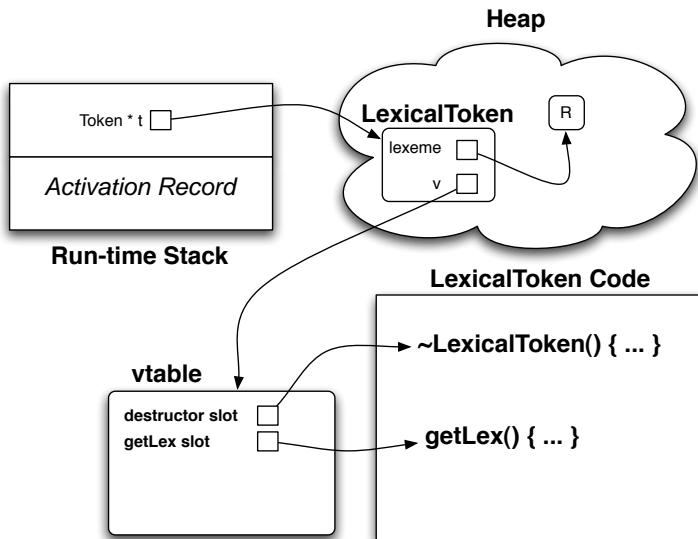 Heap
Token * t
LexicalToken
R
lexeme
v
Activation Record
Run-time Stack
LexicalToken Code
~LexicalToken() { ... }
vtable
destructor slot
getLex slot
getLex() { ... }